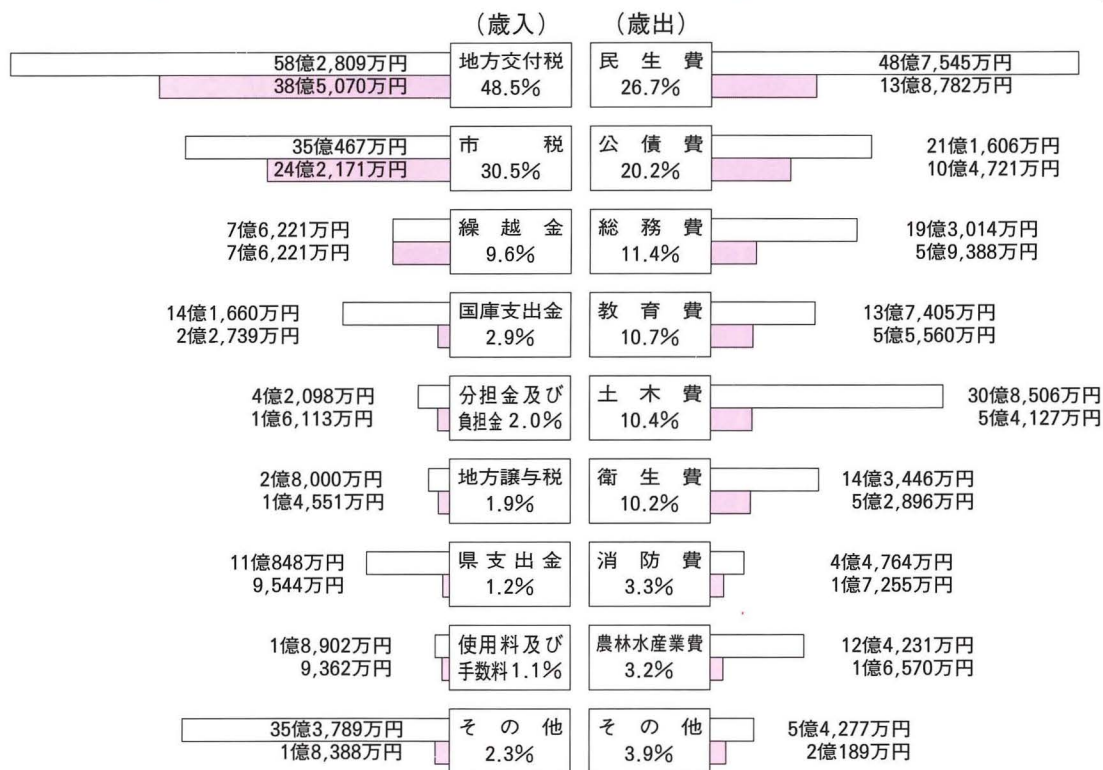 (歳入)
58億2,809万円
38億5,070万円
地方交付税
48.5%
35億467万円
24億2,171万円
市税
30.5%
7億6,221万円
7億6,221万円
繰越金
9.6%
14億1,660万円
2億2,739万円
国庫支出金
2.9%
4億2,098万円
1億6,113万円
分担金及び
負担金 2.0%
2億8,000万円
1億4,551万円
地方譲与税
1.9%
11億848万円
9,544万円
県支出金
1.2%
1億8,902万円
9,362万円
使用料及び
手数料1.1%
35億3,789万円
1億8,388万円
その他
2.3%
(歳出)
民生費
26.7%
48億7,545万円
13億8,782万円
公債費
20.2%
21億1,606万円
10億4,721万円
総務費
11.4%
19億3,014万円
5億9,388万円
教育費
10.7%
13億7,405万円
5億5,560万円
土木費
10.4%
30億8,506万円
5億4,127万円
衛生費
10.2%
14億3,446万円
5億2,896万円
消防費
3.3%
4億4,764万円
1億7,255万円
農林水産業費
3.2%
12億4,231万円
1億6,570万円
その他
3.9%
5億4,277万円
2億189万円